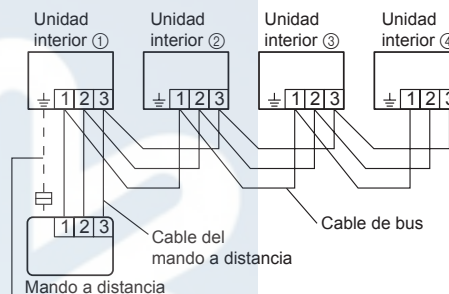 Unidad interior ①
Unidad interior ②
Unidad interior ③
Unidad interior ④
1 2 3
1 2 3
1 2 3
1 2 3
1 2 3
Cable de bus
Cable del
mando a distancia
Mando a distancia